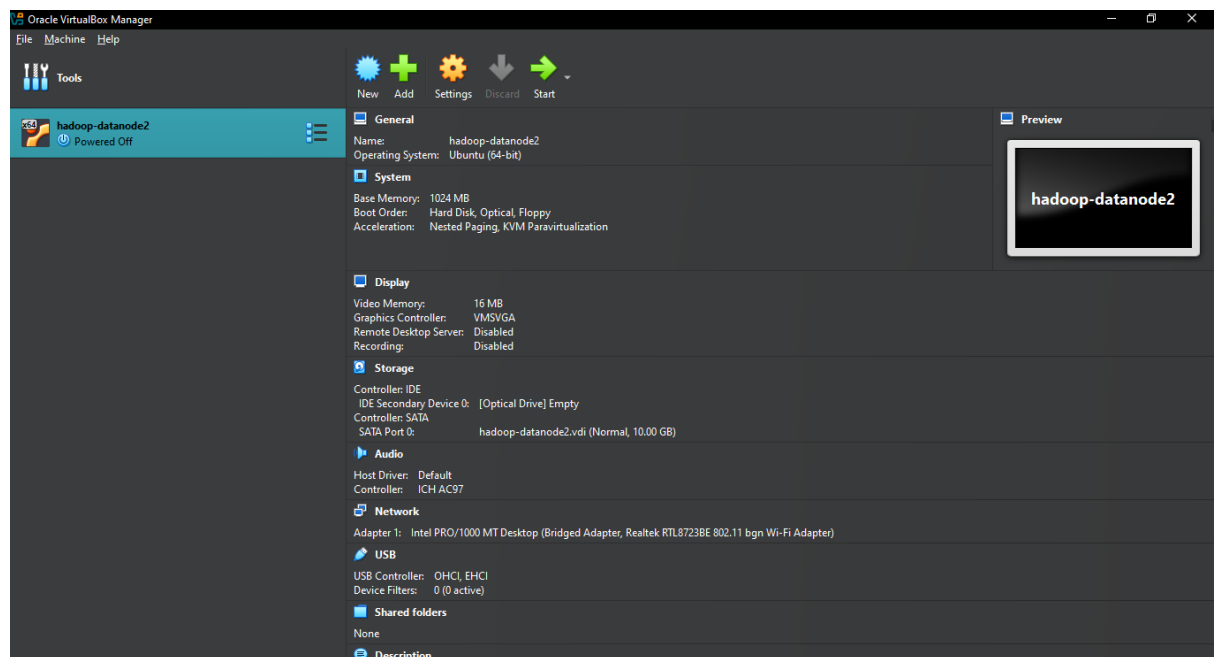 Oracle VirtualBox Manager
File Machine Help
Tools
New Add Settings Discard Start
x64
hadoop-datanode2
Powered Off
General
Name: hadoop-datanode2
Operating System: Ubuntu (64-bit)
System
Base Memory: 1024 MB
Boot Order: Hard Disk, Optical, Floppy
Acceleration: Nested Paging, KVM Paravirtualization
Preview
hadoop-datanode2
Display
Video Memory: 16 MB
Graphics Controller: VMSVGA
Remote Desktop Server: Disabled
Recording: Disabled
Storage
Controller: IDE
IDE Secondary Device 0: [Optical Drive] Empty
Controller: SATA
SATA Port 0: hadoop-datanode2.vdi (Normal, 10.00 GB)
Audio
Host Driver: Default
Controller: ICH AC97
Network
Adapter 1: Intel PRO/1000 MT Desktop (Bridged Adapter, Realtek RTL8723BE 802.11 bgn Wi-Fi Adapter)
USB
USB Controller: OHCI, EHCI
Device Filters: 0 (0 active)
Shared folders
None
Description